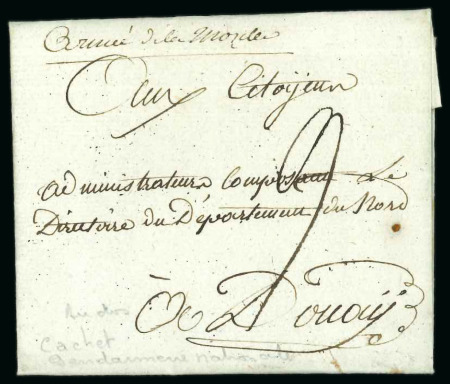 Armée de la Mozelle
Aux Citoyens
9
administrateurs Composant Le
Directoire du Département du Nord
à Douay
au dos
Cachet
Gendarmerie nationale